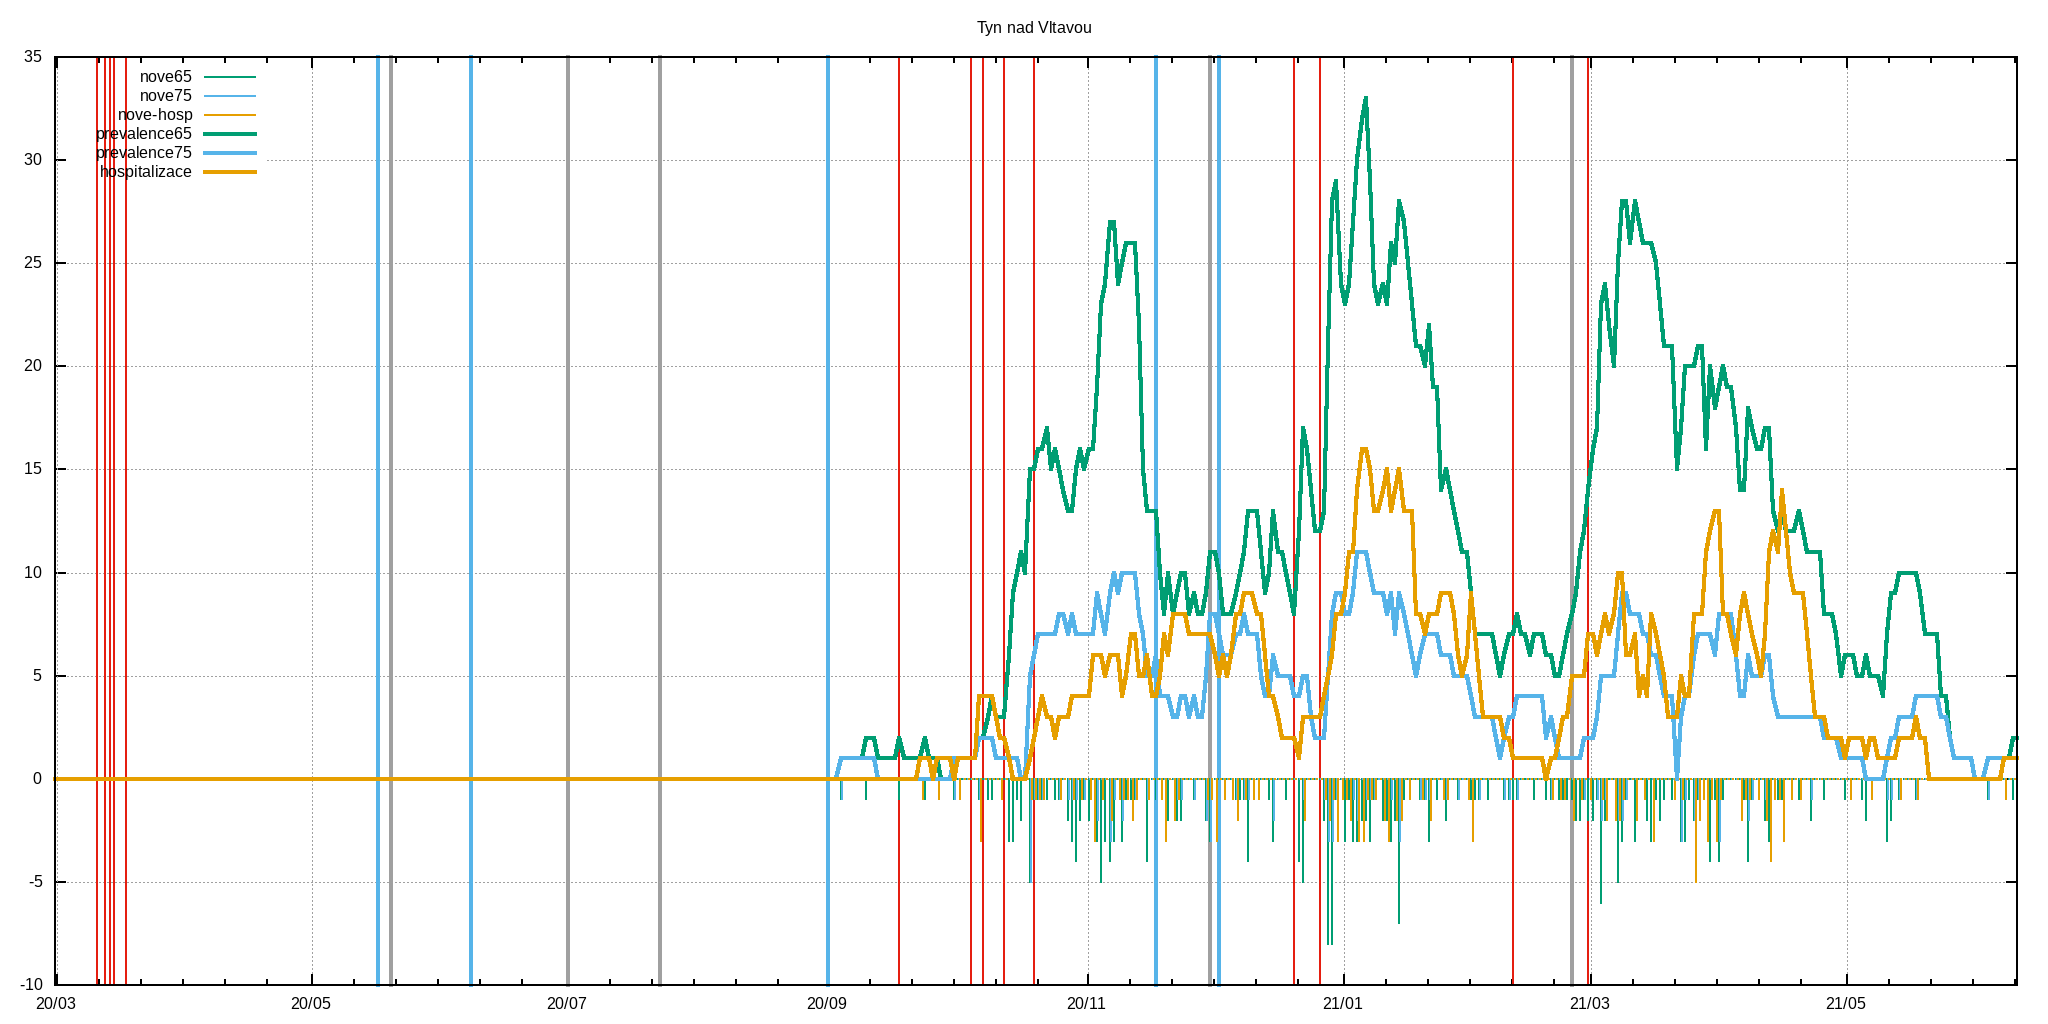 Tyn nad Vltavou
35
30
25
20
15
10
5
0
-5
-10
nove65
nove75
nove-hosp
prevalence65
prevalence75
hospitalizace
20/03 20/05 20/07 20/09 20/11 21/01 21/03 21/05